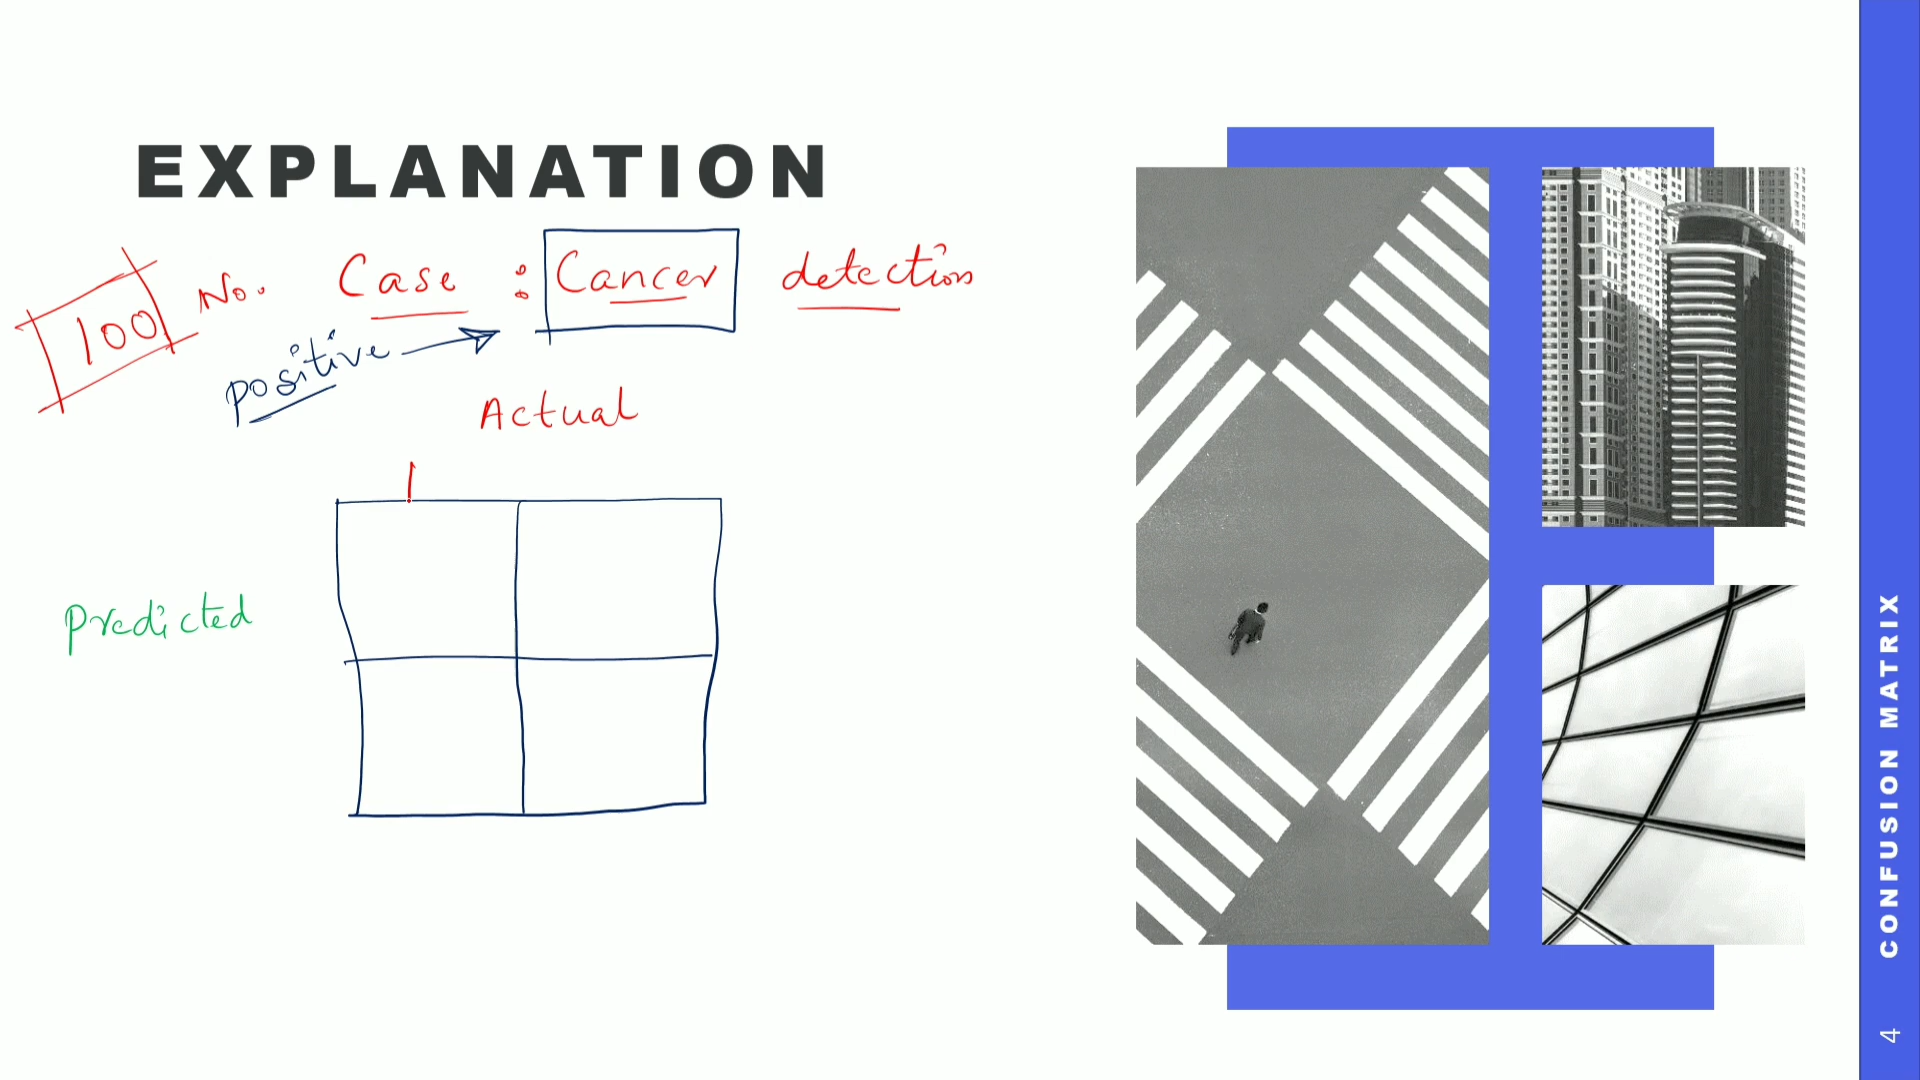 EXPLANATION
100 No. Case : Cancer detection
positive
Actual
Predicted
CONFUSION MATRIX
4